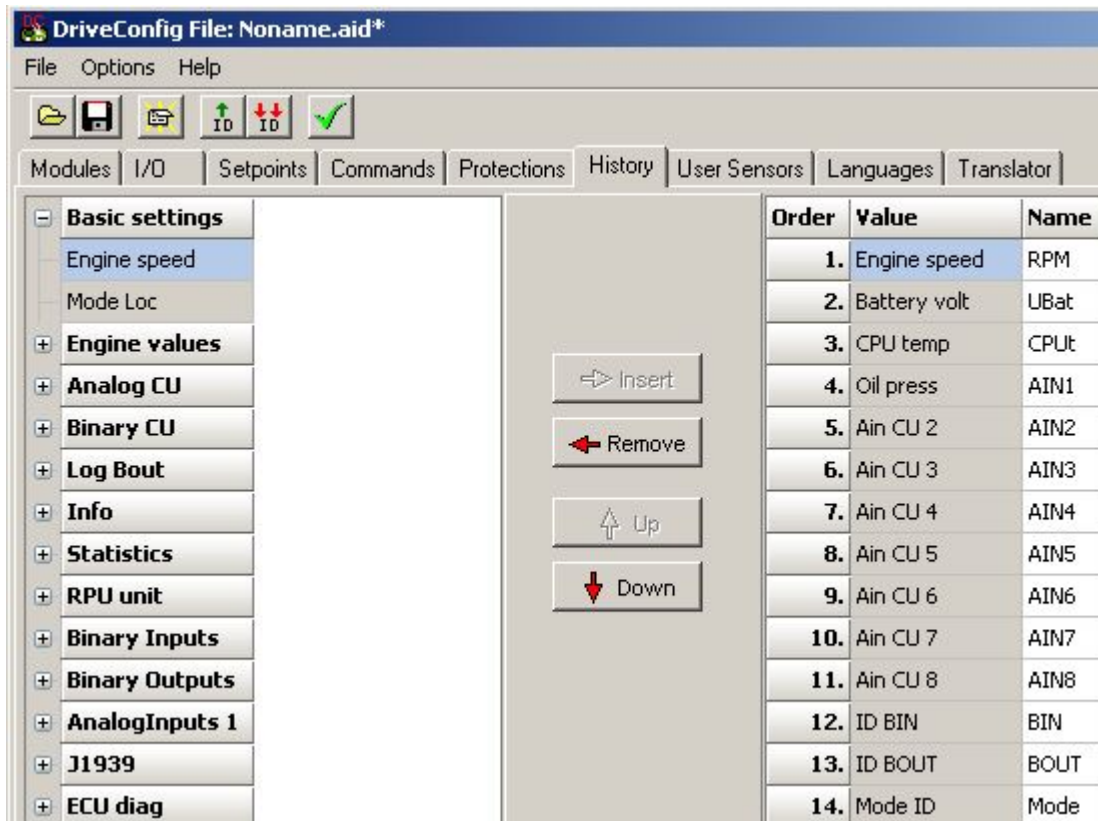 DriveConfig File: Noname.aid*
File Options Help
ID ID
Modules I/O Setpoints Commands Protections History User Sensors Languages Translator
Basic settings
Engine speed
Mode Loc
Engine values
Analog CU
Binary CU
Log Bout
Info
Statistics
RPU unit
Binary Inputs
Binary Outputs
AnalogInputs 1
J1939
ECU diag
Insert
Remove
Up
Down
Order Value Name
1. Engine speed RPM
2. Battery volt UBat
3. CPU temp CPUt
4. Oil press AIN1
5. Ain CU 2 AIN2
6. Ain CU 3 AIN3
7. Ain CU 4 AIN4
8. Ain CU 5 AIN5
9. Ain CU 6 AIN6
10. Ain CU 7 AIN7
11. Ain CU 8 AIN8
12. ID BIN BIN
13. ID BOUT BOUT
14. Mode ID Mode